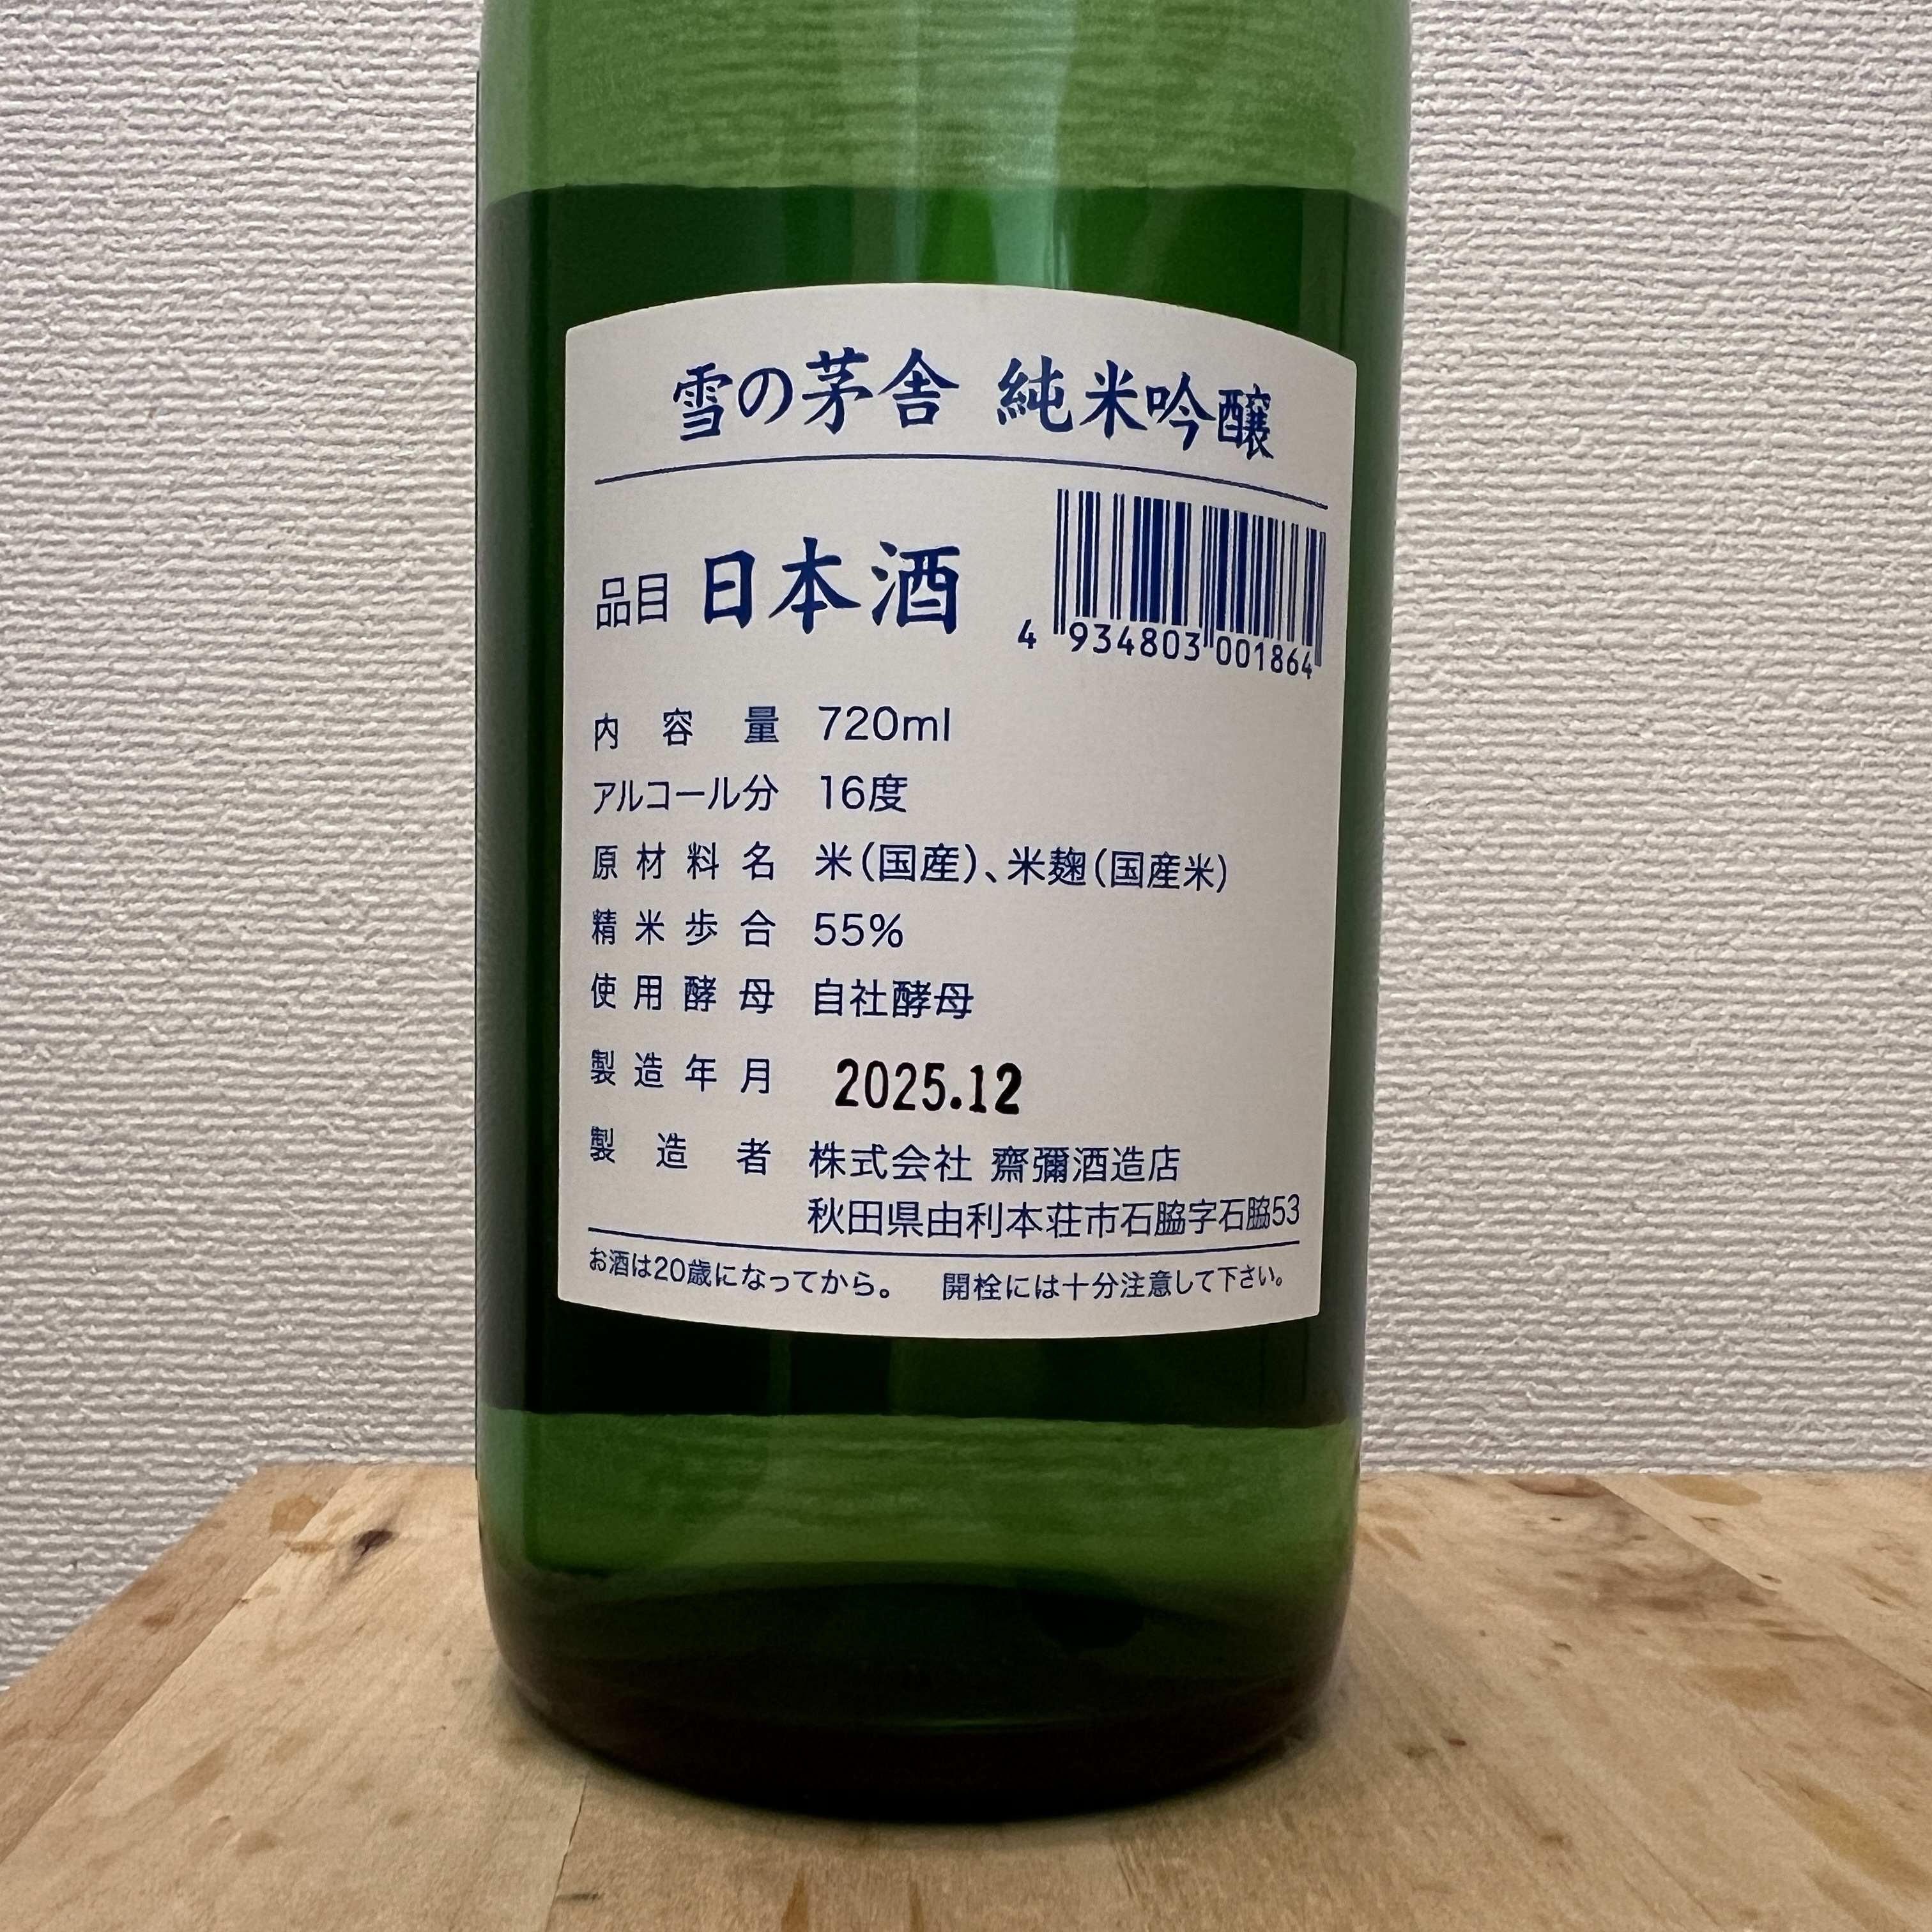 雪の茅舎 純米吟醸
品目 日本酒
4 934803 001864
内容量 720ml
アルコール分 16度
原材料名 米(国産)、米麹(国産米)
精米歩合 55%
使用酵母 自社酵母
製造年月 2025.12
製造者 株式会社 齋彌酒造店
秋田県由利本荘市石脇字石脇53
お酒は20歳になってから。 開栓には十分注意して下さい。